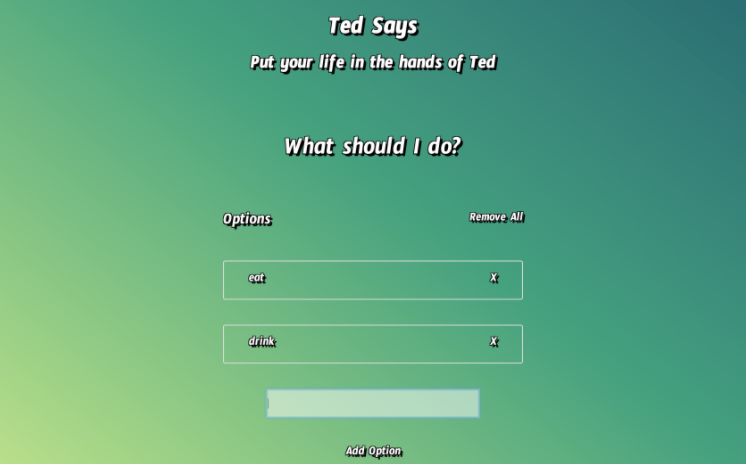 Ted Says
Put your life in the hands of Ted
What should I do?
Options
Remove All
eat
X
drink
X
Add Option